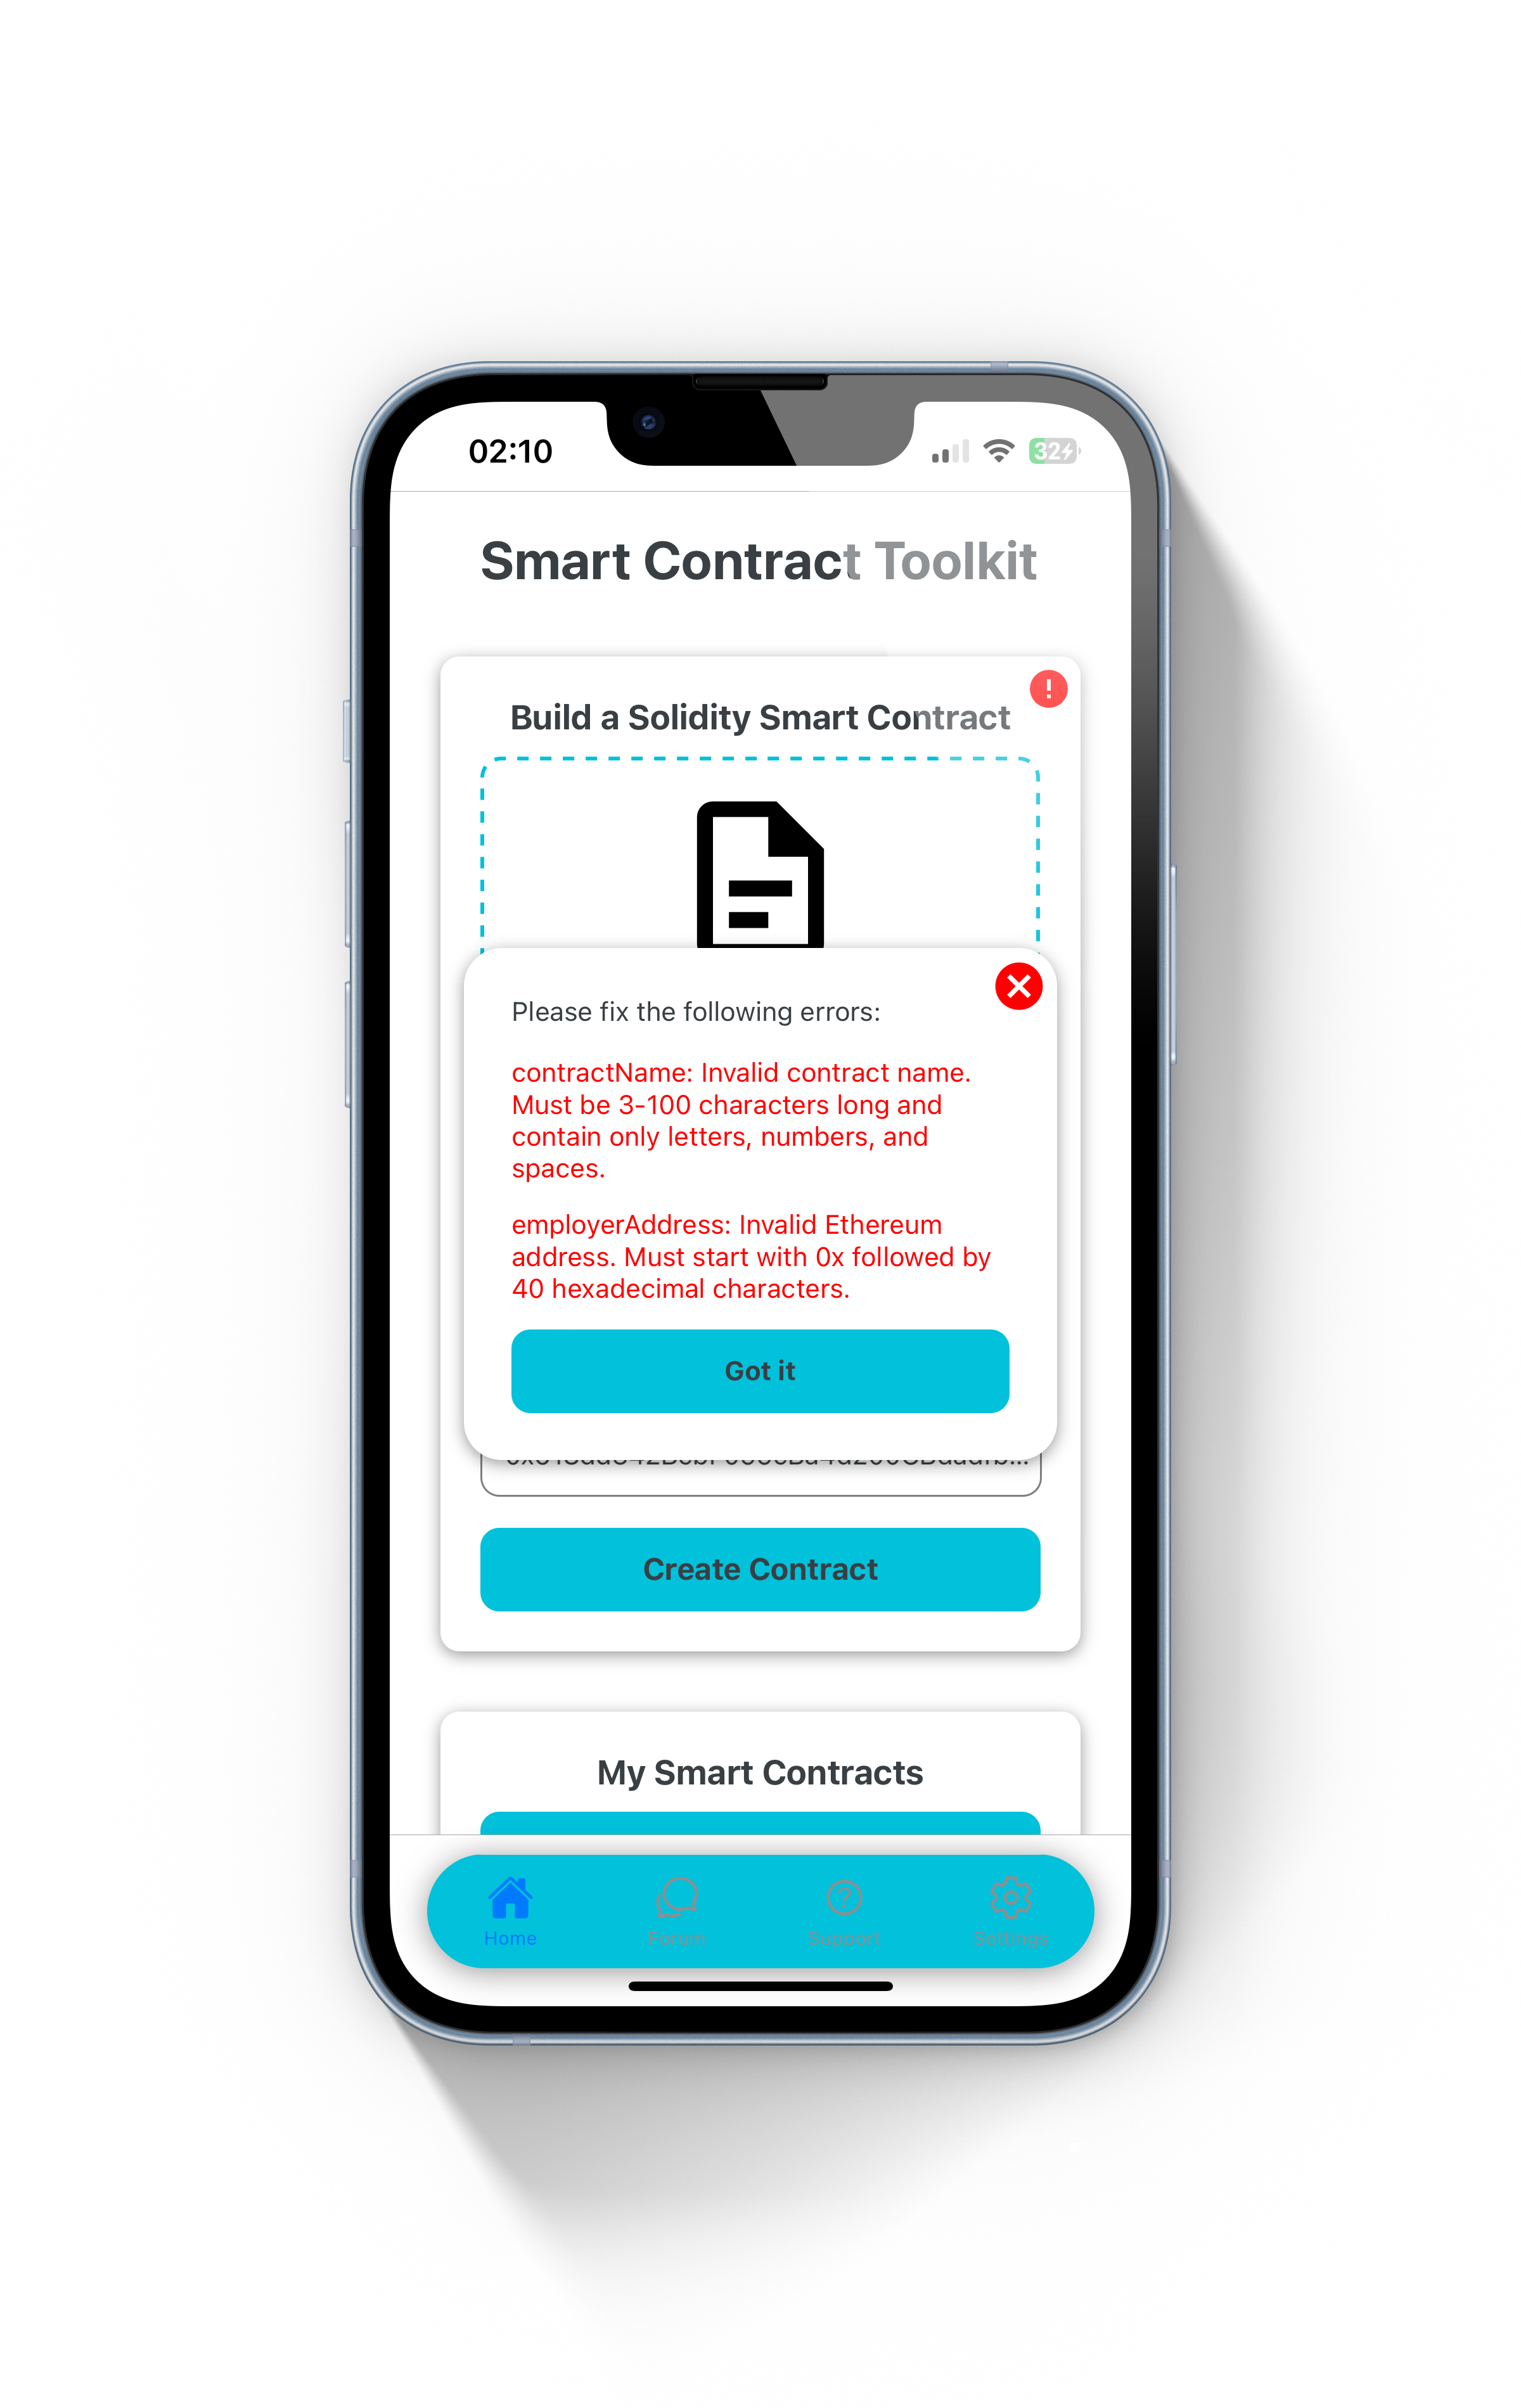 02:10
32
Smart Contract Toolkit
Build a Solidity Smart Contract
Please fix the following errors:
contractName: Invalid contract name.
Must be 3-100 characters long and
contain only letters, numbers, and
spaces.
employerAddress: Invalid Ethereum
address. Must start with 0x followed by
40 hexadecimal characters.
Got it
Create Contract
My Smart Contracts
Home
Forum
Support
Settings